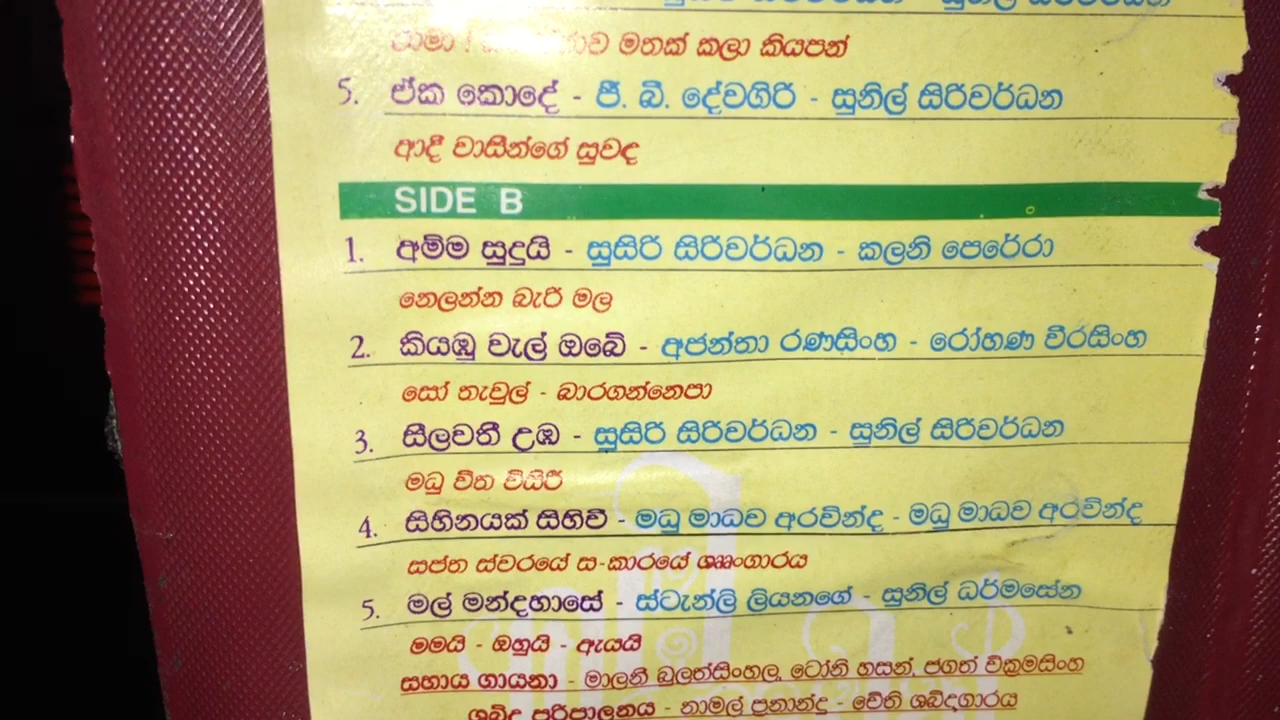 මතක් කලා කියපන්
5. ඒක කොදේ - ජී. බී. දේවගිරි - සුනිල් සිරිවර්ධන
ආදී වාසීන්ගේ සුවඳ
SIDE B
1. අම්ම සුදුයි - සුසිරි සිරිවර්ධන - කලනි පෙරේරා
නෙලන්න බැරි මල
2. කියඹු වැල් ඔබේ - අජන්තා රණසිංහ - රෝහණ වීරසිංහ
සෝ තැවුල් - බාරගන්නෙපා
3. සීලවතී උඹ - සුසිරි සිරිවර්ධන - සුනිල් සිරිවර්ධන
මධු විත විසිරී
4. සිහිනයක් සිහිවී - මධු මාධව අරවින්ද - මධු මාධව අරවින්ද
සප්ත ස්වරයේ ස-කාරයේ ශෘංගාරය
5. මල් මන්දහාසේ - ස්ටැන්ලි ලියනගේ - සුනිල් ධර්මසේන
මමයි - ඔහුයි - ඇයයි
සහාය ගායනා - මාලනී බුලත්සිංහල, ටෝනි හසන්, ජගත් වික්‍රමසිංහ
ශබ්ද පරිපාලනය - නාමල් ප්‍රනාන්දු - චේති ශබ්දාගාරය